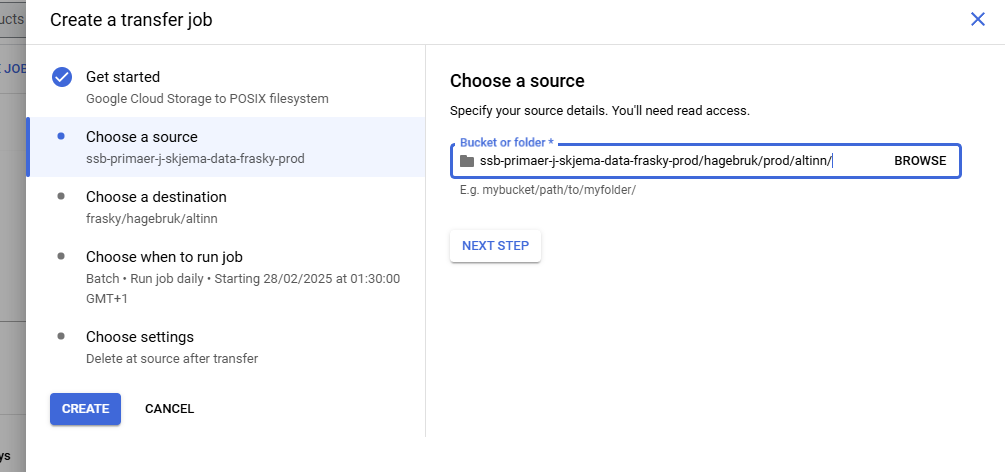 Create a transfer job
ucts
E JOB
Get started
Google Cloud Storage to POSIX filesystem
Choose a source
ssb-primaer-j-skjema-data-frasky-prod
Choose a destination
frasky/hagebruk/altinn
Choose when to run job
Batch • Run job daily • Starting 28/02/2025 at 01:30:00
GMT+1
Choose settings
Delete at source after transfer
CREATE
CANCEL
ys
Choose a source
Specify your source details. You'll need read access.
Bucket or folder *
ssb-primaer-j-skjema-data-frasky-prod/hagebruk/prod/altinn/
BROWSE
E.g. mybucket/path/to/myfolder/
NEXT STEP